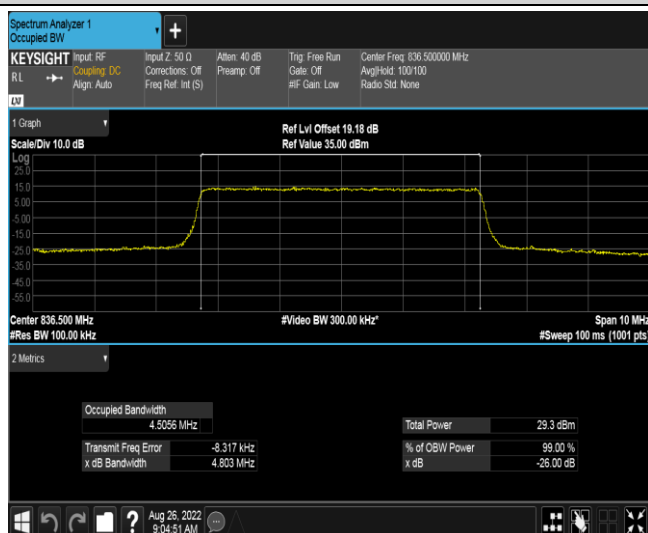 Spectrum Analyzer 1
Occupied BW
+
KEYSIGHT
RL
LXI
Input: RF
Coupling: DC
Align: Auto
Input Z: 50 Ω
Corrections: Off
Freq Ref: Int (S)
Atten: 40 dB
Preamp: Off
Trig: Free Run
Gate: Off
#IF Gain: Low
Center Freq: 836.500000 MHz
Avg|Hold: 100/100
Radio Std: None
1 Graph
Scale/Div 10.0 dB
Ref Lvl Offset 19.18 dB
Ref Value 35.00 dBm
Log
25.0
15.0
5.00
-5.00
-15.0
-25.0
-35.0
-45.0
-55.0
Center 836.500 MHz
#Res BW 100.00 kHz
#Video BW 300.00 kHz*
Span 10 MHz
#Sweep 100 ms (1001 pts)
2 Metrics
Occupied Bandwidth
4.5056 MHz
Transmit Freq Error -8.317 kHz
x dB Bandwidth 4.803 MHz
Total Power 29.3 dBm
% of OBW Power 99.00 %
x dB -26.00 dB
?
Aug 26, 2022
9:04:51 AM